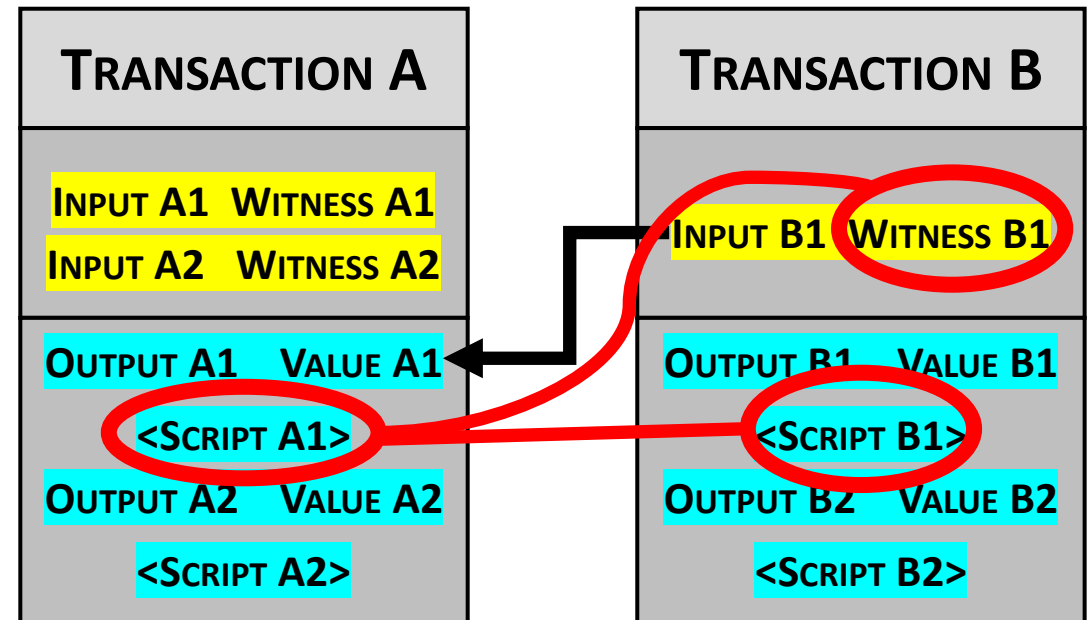 TRANSACTION A
INPUT A1 WITNESS A1
INPUT A2 WITNESS A2
OUTPUT A1 VALUE A1
<SCRIPT A1>
OUTPUT A2 VALUE A2
<SCRIPT A2>
TRANSACTION B
INPUT B1 WITNESS B1
OUTPUT B1 VALUE B1
<SCRIPT B1>
OUTPUT B2 VALUE B2
<SCRIPT B2>